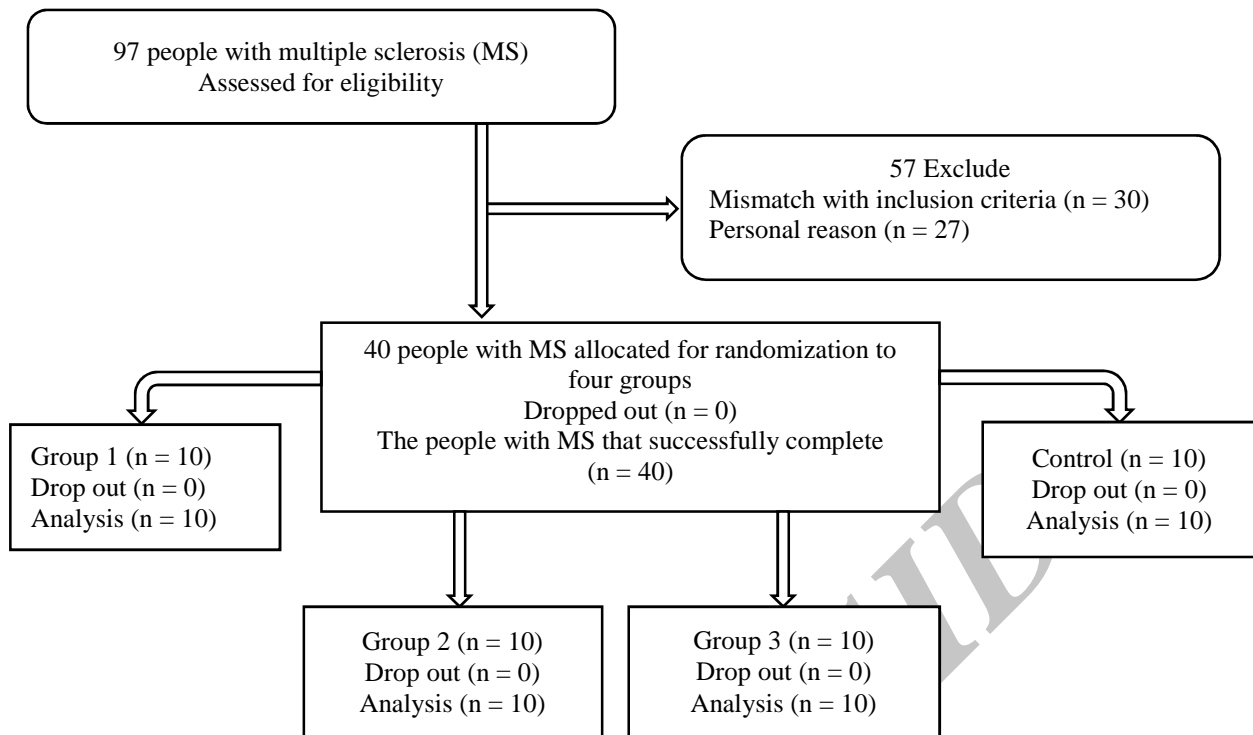 97 people with multiple sclerosis (MS)
Assessed for eligibility
57 Exclude
Mismatch with inclusion criteria (n = 30)
Personal reason (n = 27)
40 people with MS allocated for randomization to
four groups
Dropped out (n = 0)
The people with MS that successfully complete
(n = 40)
Group 1 (n = 10)
Drop out (n = 0)
Analysis (n = 10)
Control (n = 10)
Drop out (n = 0)
Analysis (n = 10)
Group 2 (n = 10)
Drop out (n = 0)
Analysis (n = 10)
Group 3 (n = 10)
Drop out (n = 0)
Analysis (n = 10)